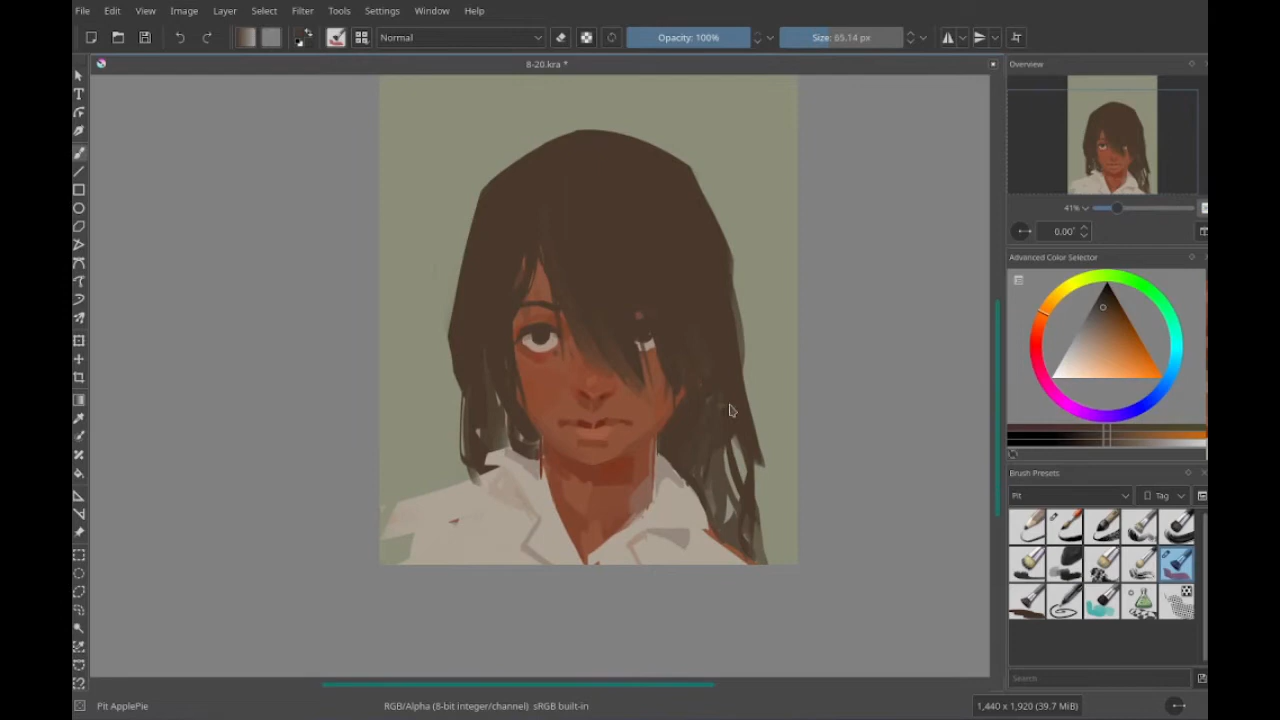 File Edit View Image Layer Select Filter Tools Settings Window Help
Normal
Opacity: 100%
Size: 65.14 px
8-20.kra *
Overview
41%
0.00°
Advanced Color Selector
Brush Presets
Pit
Tag
Search
Pit ApplePie
RGB/Alpha (8-bit integer/channel) sRGB built-in
1,440 x 1,920 (39.7 MiB)